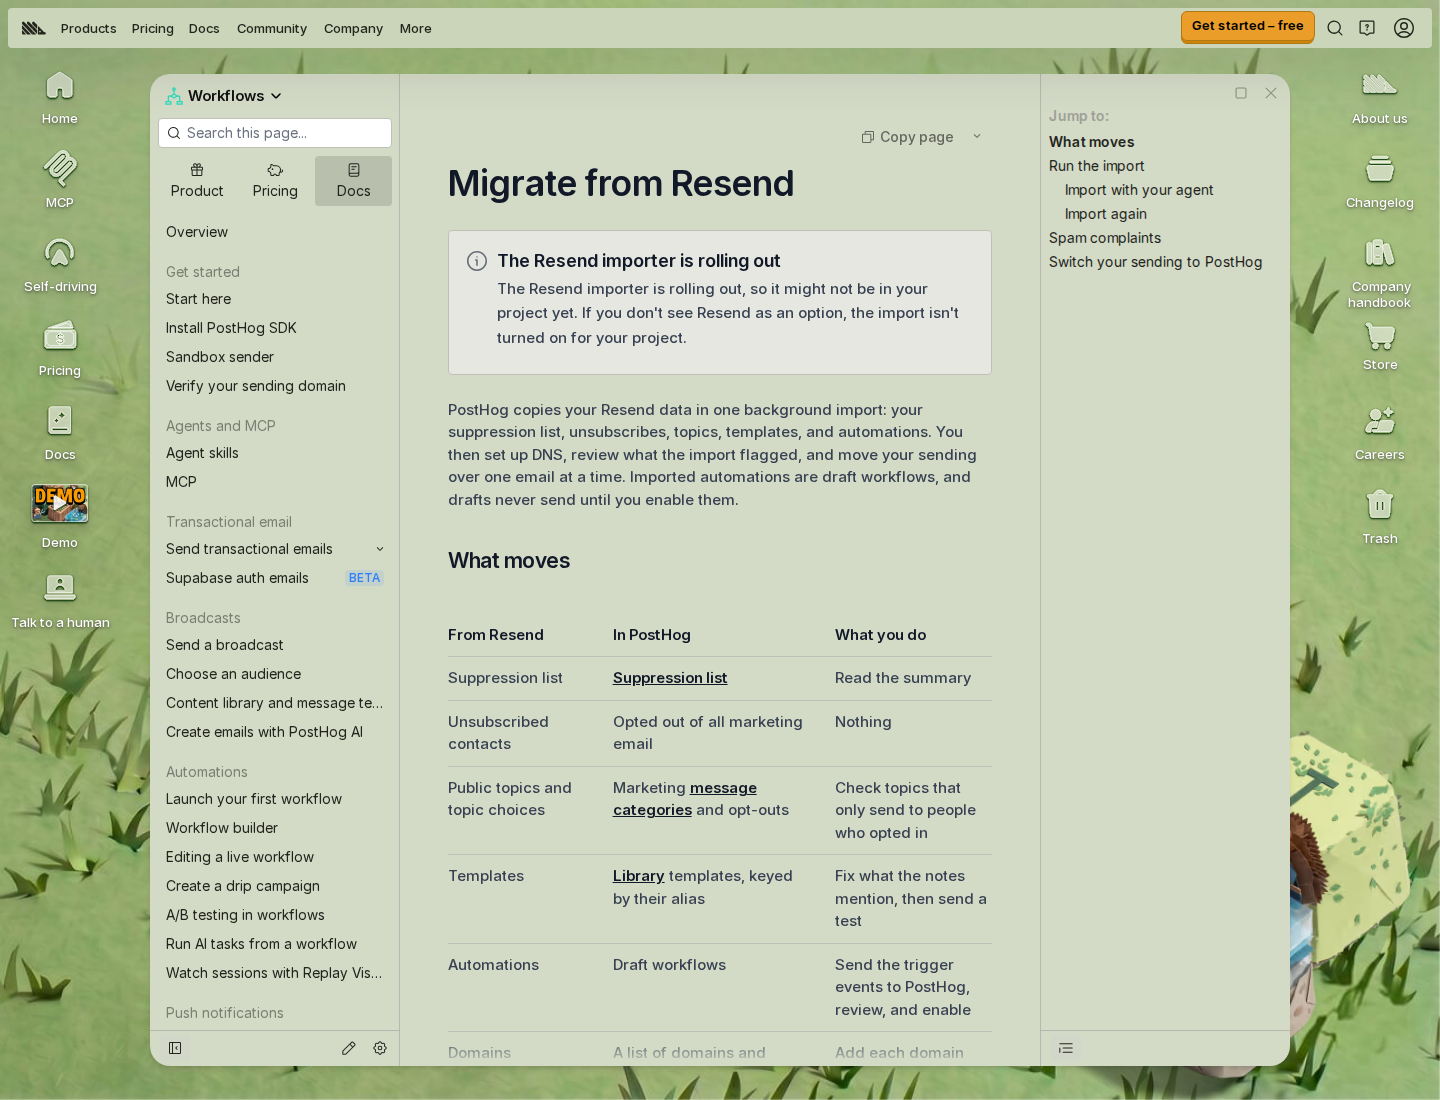 Products
Pricing
Docs
Community
Company
More
Get started – free
Home
MCP
Self-driving
Pricing
Docs
DEMO
Demo
Talk to a human
Workflows
Search this page...
Product
Pricing
Docs
Overview
Get started
Start here
Install PostHog SDK
Sandbox sender
Verify your sending domain
Agents and MCP
Agent skills
MCP
Transactional email
Send transactional emails
Supabase auth emails BETA
Broadcasts
Send a broadcast
Choose an audience
Content library and message te...
Create emails with PostHog AI
Automations
Launch your first workflow
Workflow builder
Editing a live workflow
Create a drip campaign
A/B testing in workflows
Run AI tasks from a workflow
Watch sessions with Replay Vis...
Push notifications
Copy page
Migrate from Resend
The Resend importer is rolling out
The Resend importer is rolling out, so it might not be in your
project yet. If you don't see Resend as an option, the import isn't
turned on for your project.
PostHog copies your Resend data in one background import: your
suppression list, unsubscribes, topics, templates, and automations. You
then set up DNS, review what the import flagged, and move your sending
over one email at a time. Imported automations are draft workflows, and
drafts never send until you enable them.
What moves
From Resend
In PostHog
What you do
Suppression list
Suppression list
Read the summary
Unsubscribed
contacts
Opted out of all marketing
email
Nothing
Public topics and
topic choices
Marketing message
categories and opt-outs
Check topics that
only send to people
who opted in
Templates
Library templates, keyed
by their alias
Fix what the notes
mention, then send a
test
Automations
Draft workflows
Send the trigger
events to PostHog,
review, and enable
Domains
A list of domains and
Add each domain
Jump to:
What moves
Run the import
Import with your agent
Import again
Spam complaints
Switch your sending to PostHog
About us
Changelog
Company
handbook
Store
Careers
Trash